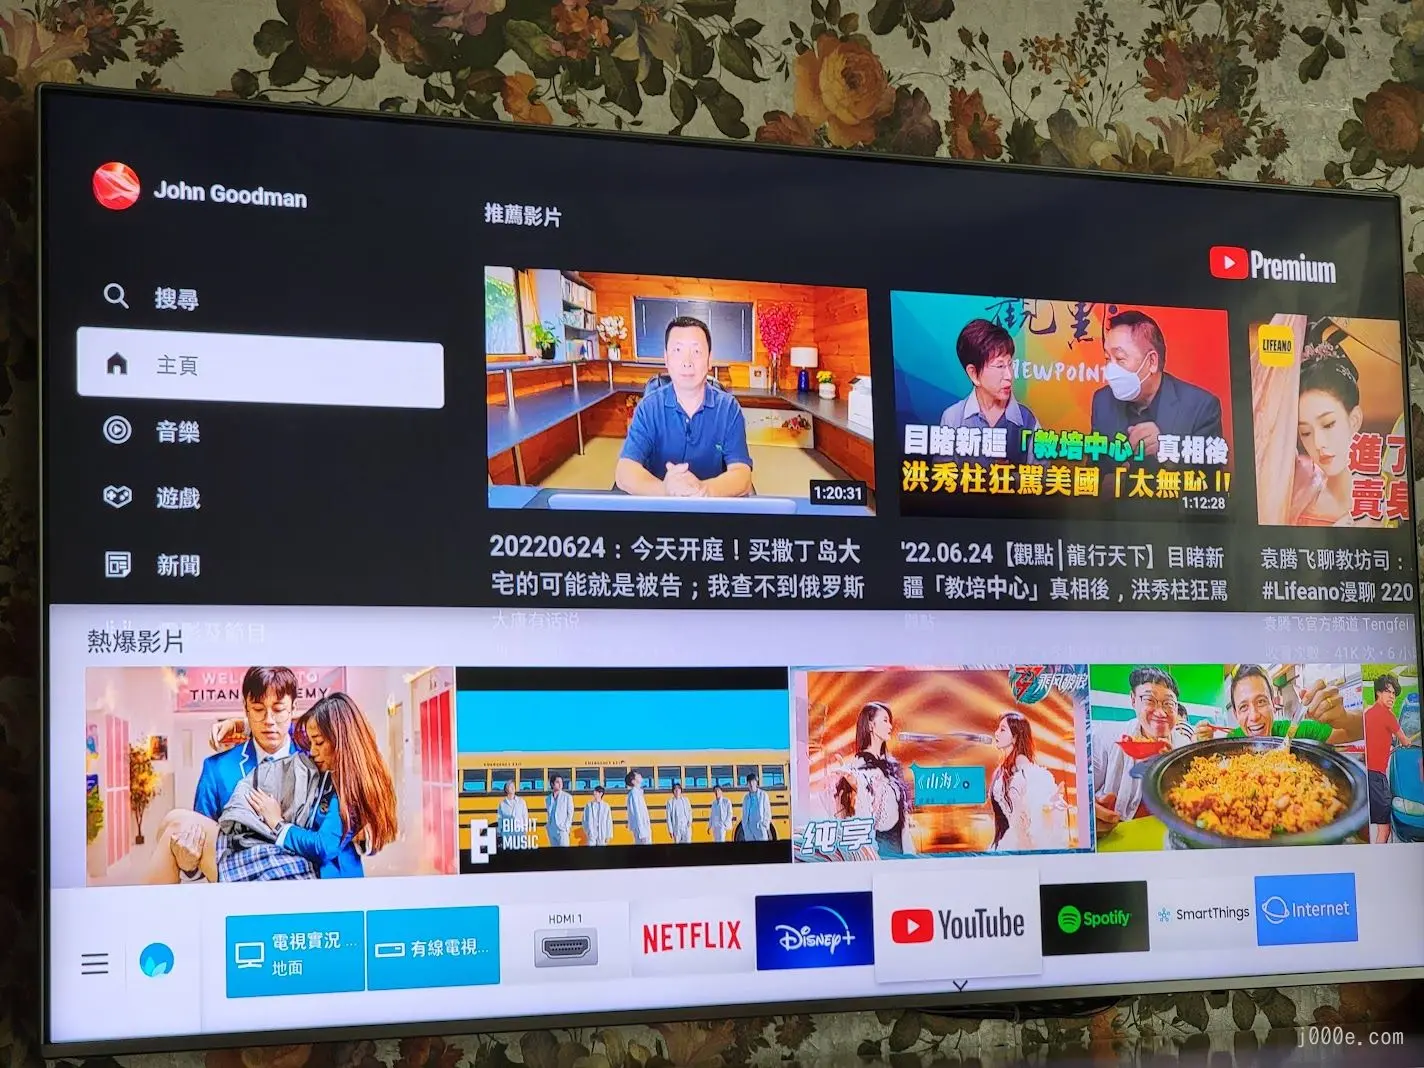 John Goodman
推薦影片
Premium
搜尋
主頁
音樂
遊戲
新聞
1:20:31
觀點
VIEWPOINT
目睹新疆「教培中心」真相後
洪秀柱狂罵美國「太無恥!!
1:12:28
LIFEANO
進了
賣身
20220624：今天开庭！买撒丁岛大
宅的可能就是被告；我查不到俄罗斯
大唐有话说
'22.06.24【觀點│龍行天下】目睹新
疆「教培中心」真相後，洪秀柱狂罵
觀點
袁腾飞聊教坊司：
#Lifeano漫聊 220
袁腾飞官方频道 Tengfei
收看次數：41K 次 • 6 小
熱爆影片
WELCOME TO
TITAN ACADEMY
EMERGENCY EXIT
EMERGENCY EXIT
BIGHIT
MUSIC
乘风破浪
《山海》
纯享
電視實況 ...
地面
有線電視...
HDMI 1
NETFLIX
Disney+
YouTube
Spotify
SmartThings
Internet
j000e.com